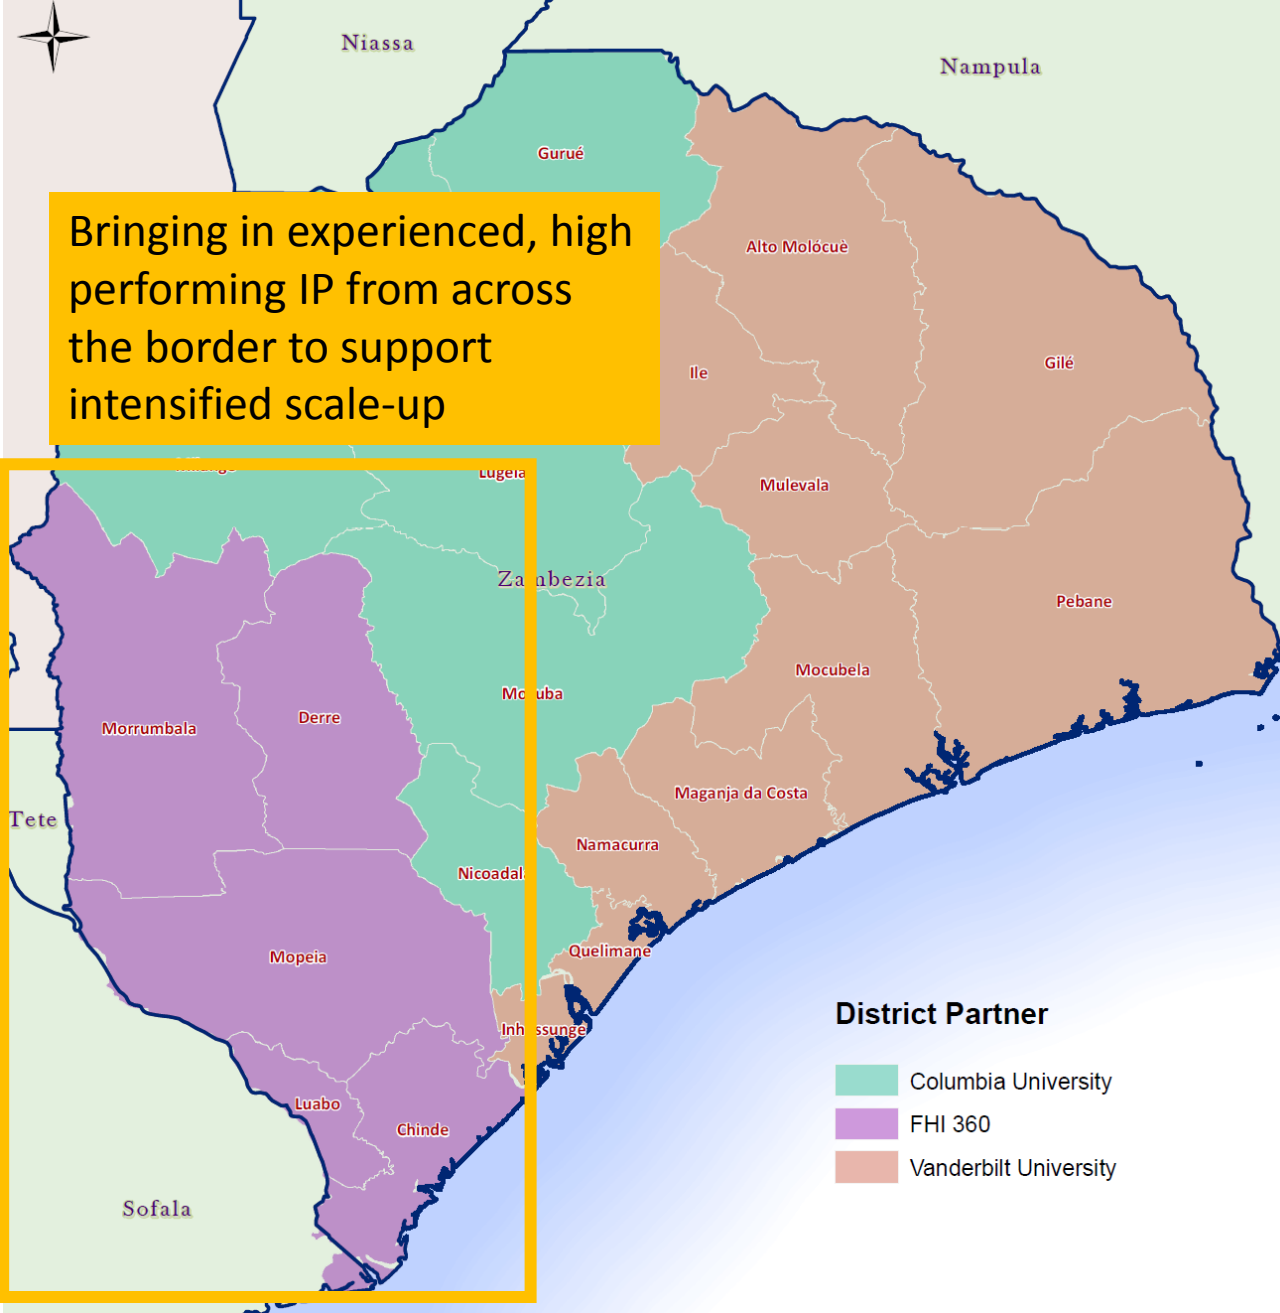 Niassa
Nampula
Gurué
Bringing in experienced, high
performing IP from across
the border to support
intensified scale-up
Alto Molócuè
Ile
Gilé
Lugela
Mulevala
Zambezia
Pebane
Mocubela
Morrumbala
Derre
Maganja da Costa
Tete
Namacurra
Mopeia
Quelimane
Luabo
Chinde
Sofala
District Partner
Columbia University
FHI 360
Vanderbilt University